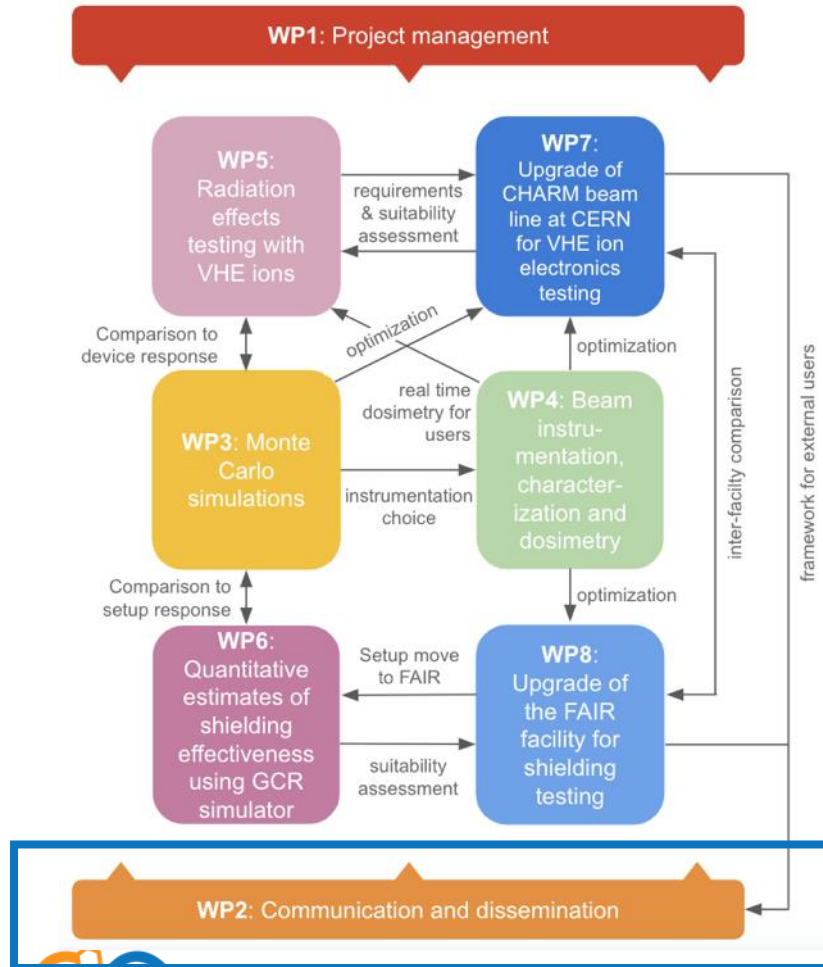 WP1: Project management
WP5:
Radiation
effects
testing with
VHE ions
requirements
& suitability
assessment
WP7:
Upgrade of
CHARM beam
line at CERN
for VHE ion
electronics
testing
Comparison to
device response
optimization
optimization
real time
dosimetry for
users
WP3: Monte
Carlo
simulations
instrumentation
choice
WP4: Beam
instru-
mentation,
character-
ization and
dosimetry
inter-facilty comparison
framework for external users
Comparison to
setup response
optimization
WP6:
Quantitative
estimates of
shielding
effectiveness
using GCR
simulator
Setup move
to FAIR
suitability
assessment
WP8:
Upgrade of
the FAIR
facility for
shielding
testing
WP2: Communication and dissemination